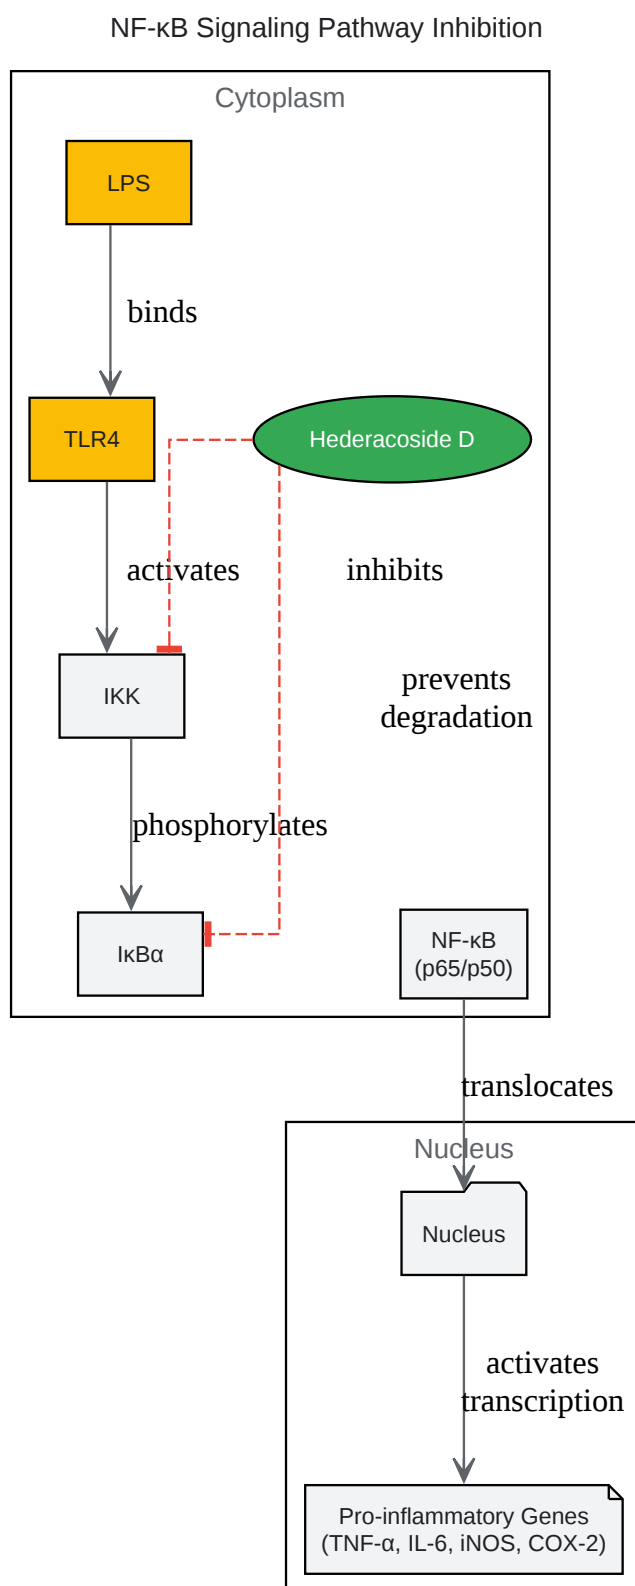 NF-κB Signaling Pathway Inhibition
Cytoplasm
LPS
binds
TLR4
Hederacoside D
activates
inhibits
IKK
prevents
degradation
phosphorylates
IκBα
NF-κB
(p65/p50)
translocates
Nucleus
Nucleus
activates
transcription
Pro-inflammatory Genes
(TNF-α, IL-6, iNOS, COX-2)